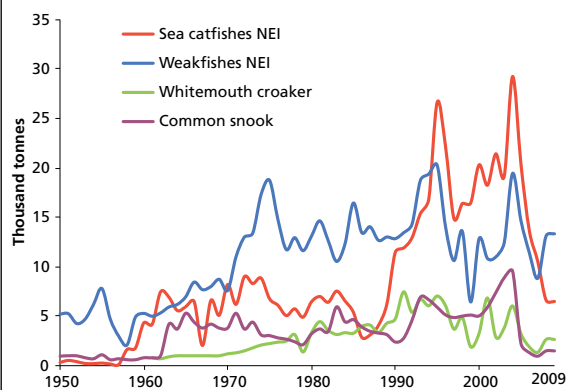 35
30
25
20
15
10
5
0
Thousand tonnes
Sea catfishes NEI
Weakfishes NEI
Whitemouth croaker
Common snook
1950 1960 1970 1980 1990 2000 2009